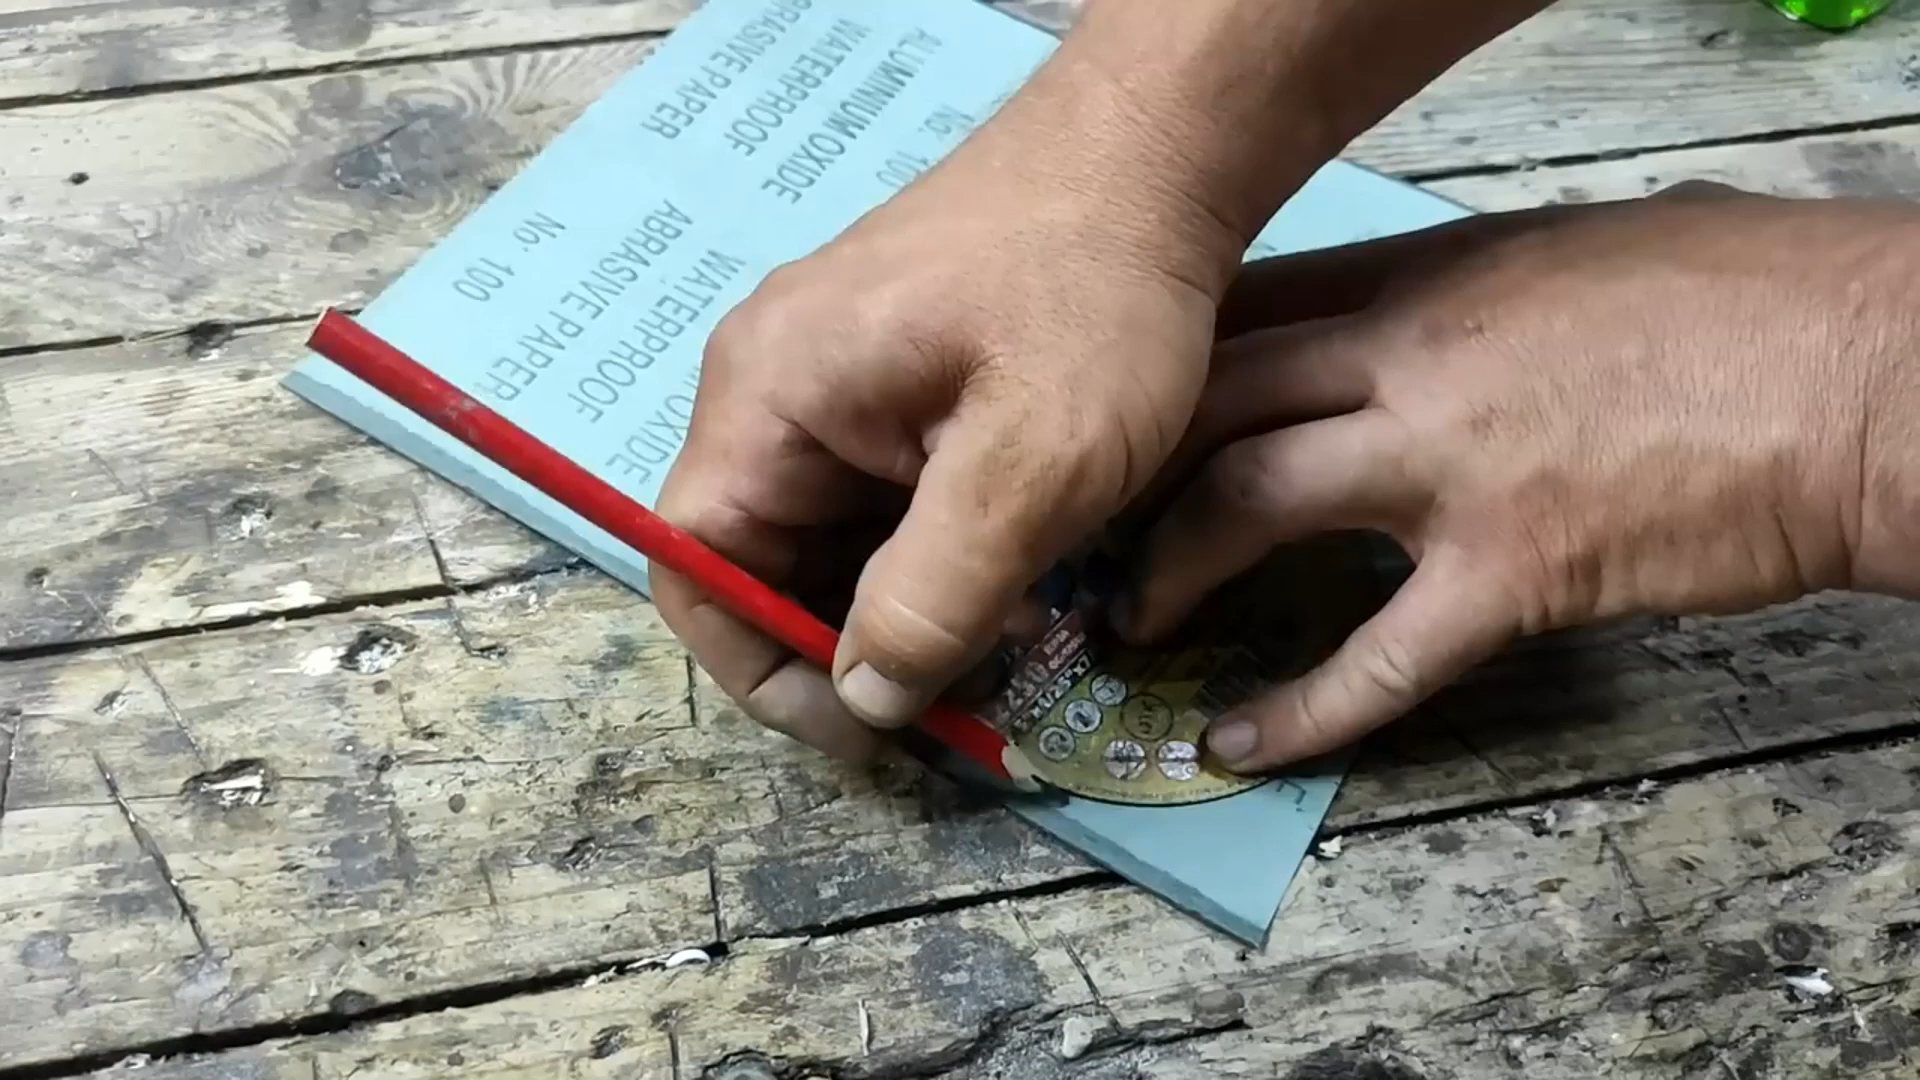 ABRASIVE PAPER
WATERPROOF
ALUMINIUM OXIDE
No. 100
No. 100
ABRASIVE PAPER
WATERPROOF
OXIDE